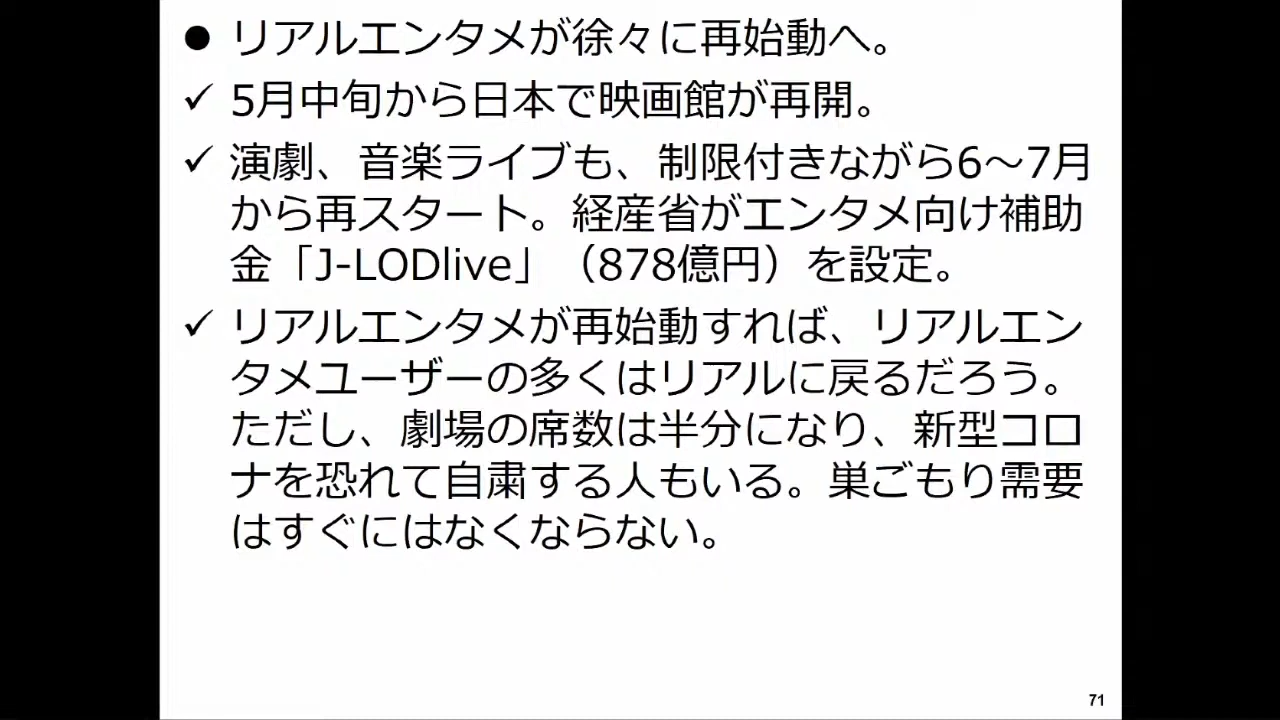 ● リアルエンタメが徐々に再始動へ。
✓ 5月中旬から日本で映画館が再開。
✓ 演劇、音楽ライブも、制限付きながら6～7月
から再スタート。経産省がエンタメ向け補助
金「J-LODlive」（878億円）を設定。
✓ リアルエンタメが再始動すれば、リアルエン
タメユーザーの多くはリアルに戻るだろう。
ただし、劇場の席数は半分になり、新型コロ
ナを恐れて自粛する人もいる。巣ごもり需要
はすぐにはなくならない。
71